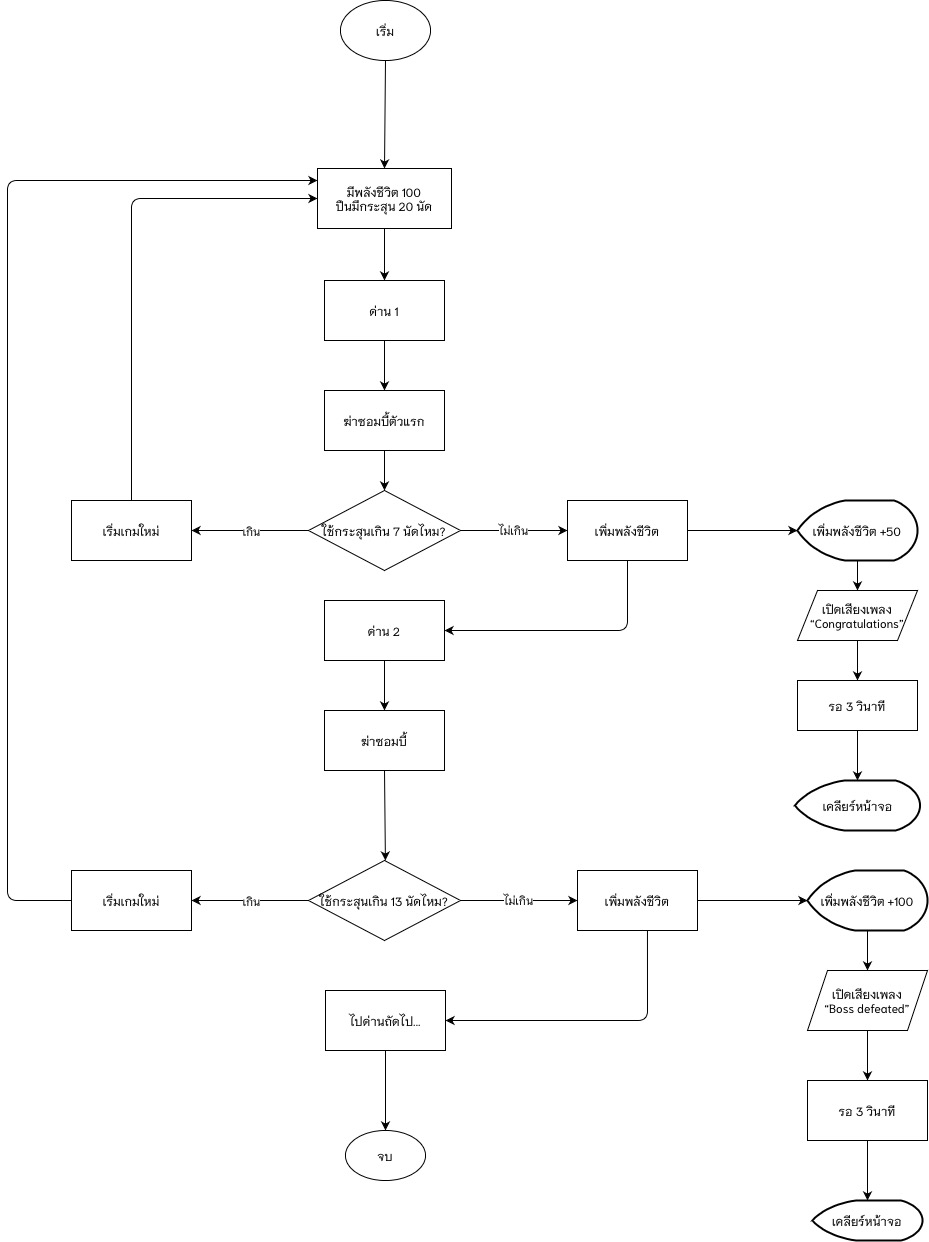 เริ่ม
มีพลังชีวิต 100
ปืนมีกระสุน 20 นัด
ด่าน 1
ฆ่าซอมบี้ตัวแรก
เริ่มเกมใหม่
เกิน
ใช้กระสุนเกิน 7 นัดไหม?
ไม่เกิน
เพิ่มพลังชีวิต
เพิ่มพลังชีวิต +50
เปิดเสียงเพลง
“Congratulations”
ด่าน 2
รอ 3 วินาที
ฆ่าซอมบี้
เคลียร์หน้าจอ
เริ่มเกมใหม่
เกิน
ใช้กระสุนเกิน 13 นัดไหม?
ไม่เกิน
เพิ่มพลังชีวิต
เพิ่มพลังชีวิต +100
เปิดเสียงเพลง
“Boss defeated”
ไปด่านถัดไป...
รอ 3 วินาที
จบ
เคลียร์หน้าจอ